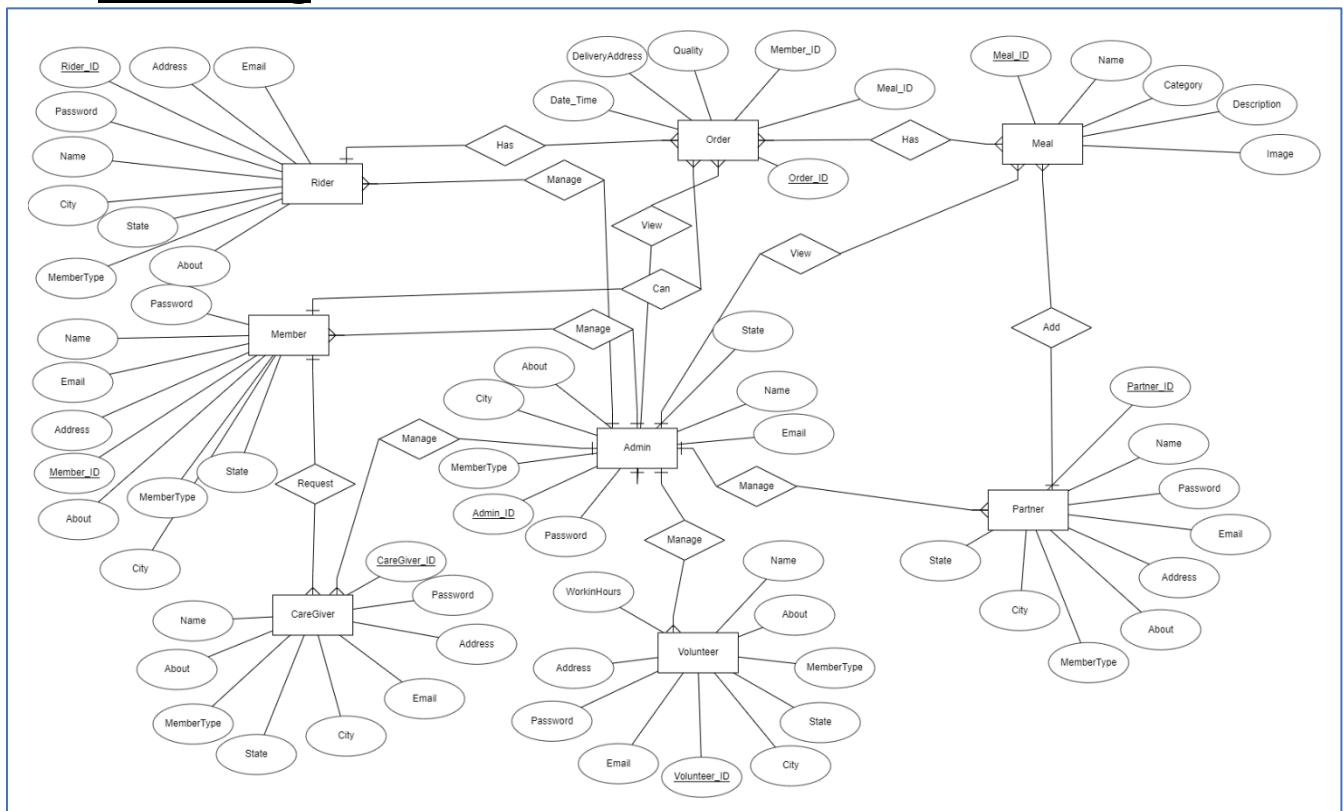 Rider_ID
Address
Email
Password
Name
City
State
MemberType
About
Rider
Has
Manage
DeliveryAddress
Quality
Member_ID
Date_Time
Meal_ID
Order
Order_ID
Has
Meal_ID
Name
Category
Description
Image
Meal
View
Can
View
Manage
Add
Password
Name
Email
Address
Member_ID
About
City
MemberType
State
Member
Request
Manage
State
About
City
Name
Email
MemberType
Admin_ID
Password
Admin
Manage
Manage
Partner_ID
Name
Password
Email
Address
About
MemberType
City
State
Partner
CareGiver_ID
Password
Address
Email
City
State
MemberType
About
Name
CareGiver
WorkinHours
Name
About
MemberType
State
City
Volunteer_ID
Email
Password
Address
Volunteer